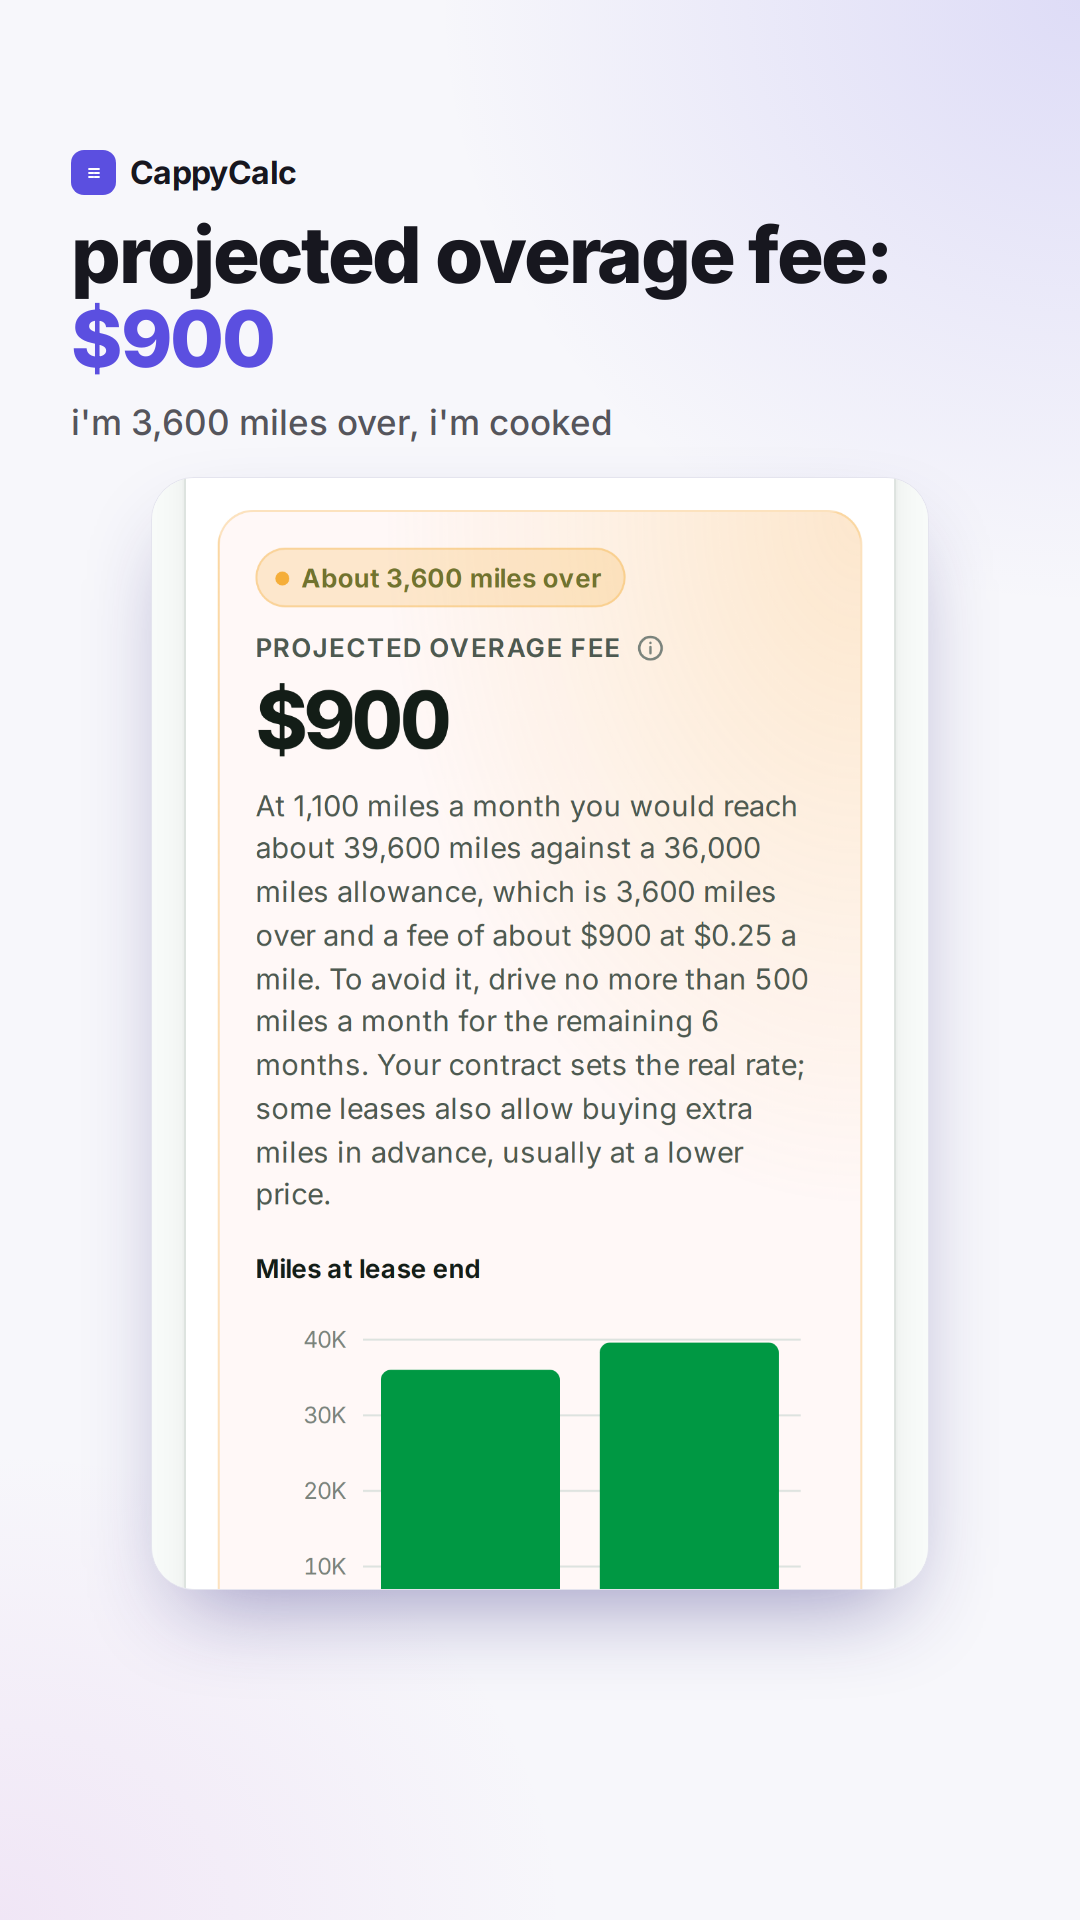 CappyCalc
projected overage fee:
$900
i'm 3,600 miles over, i'm cooked
About 3,600 miles over
PROJECTED OVERAGE FEE
$900
At 1,100 miles a month you would reach
about 39,600 miles against a 36,000
miles allowance, which is 3,600 miles
over and a fee of about $900 at $0.25 a
mile. To avoid it, drive no more than 500
miles a month for the remaining 6
months. Your contract sets the real rate;
some leases also allow buying extra
miles in advance, usually at a lower
price.
Miles at lease end
40K
30K
20K
10K